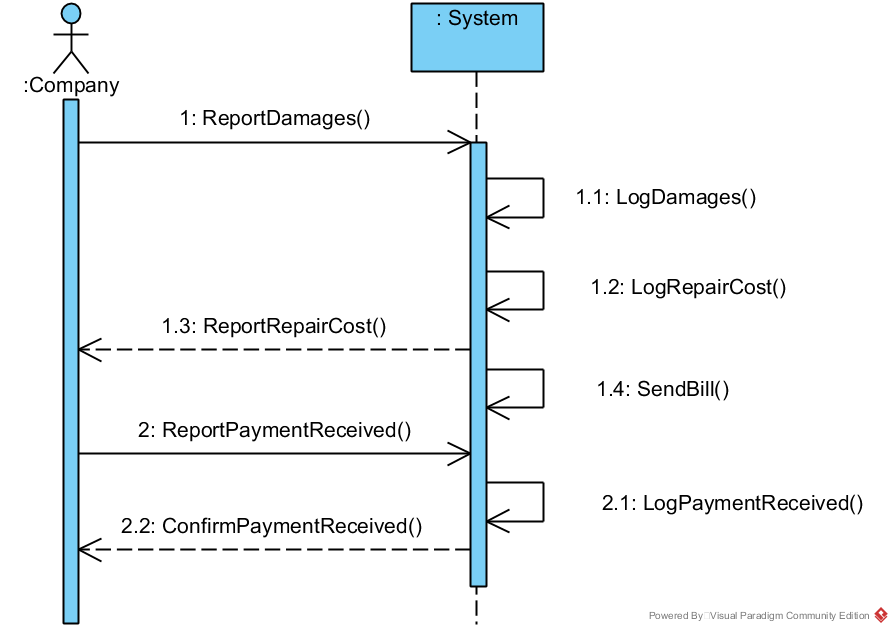 : System
:Company
1: ReportDamages()
1.1: LogDamages()
1.2: LogRepairCost()
1.3: ReportRepairCost()
1.4: SendBill()
2: ReportPaymentReceived()
2.1: LogPaymentReceived()
2.2: ConfirmPaymentReceived()
Powered By Visual Paradigm Community Edition